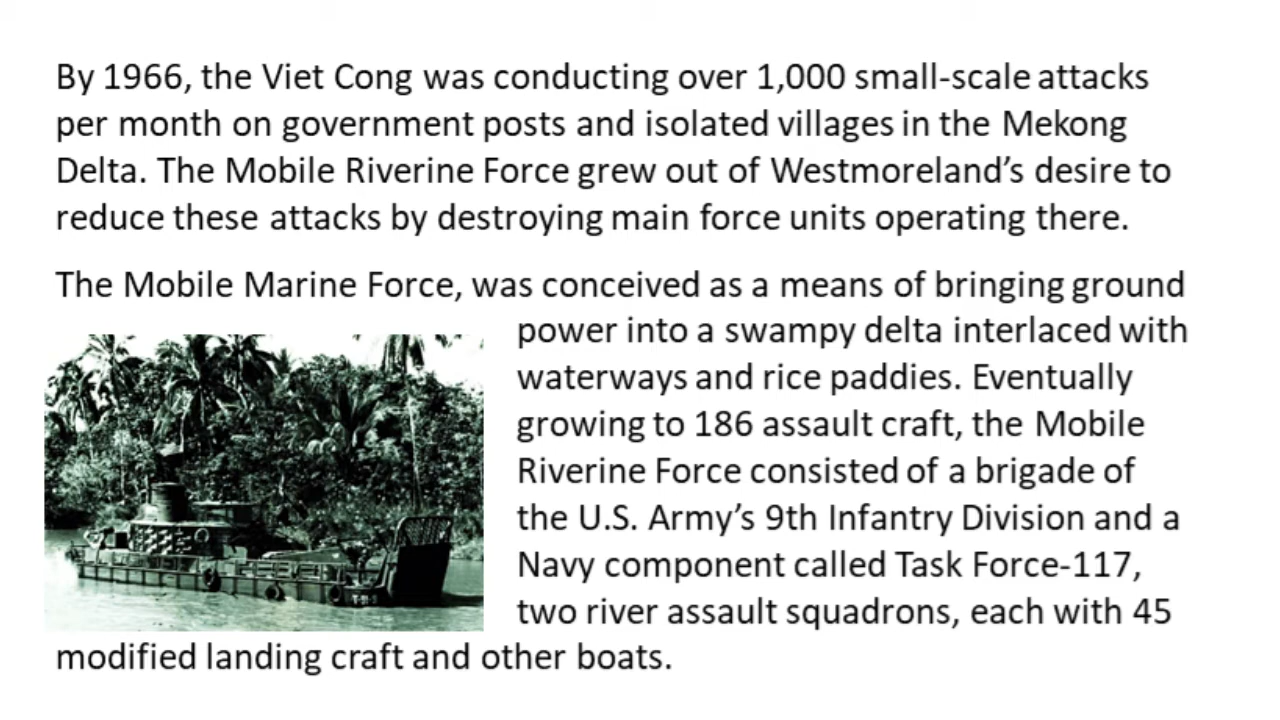 By 1966, the Viet Cong was conducting over 1,000 small-scale attacks
per month on government posts and isolated villages in the Mekong
Delta. The Mobile Riverine Force grew out of Westmoreland’s desire to
reduce these attacks by destroying main force units operating there.
The Mobile Marine Force, was conceived as a means of bringing ground
power into a swampy delta interlaced with
waterways and rice paddies. Eventually
growing to 186 assault craft, the Mobile
Riverine Force consisted of a brigade of
the U.S. Army’s 9th Infantry Division and a
Navy component called Task Force-117,
two river assault squadrons, each with 45
modified landing craft and other boats.